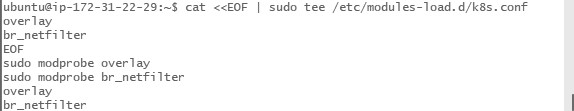 ubuntu@ip-172-31-22-29:~$ cat <<EOF | sudo tee /etc/modules-load.d/k8s.conf
overlay
br_netfilter
EOF
sudo modprobe overlay
sudo modprobe br_netfilter
overlay
br_netfilter